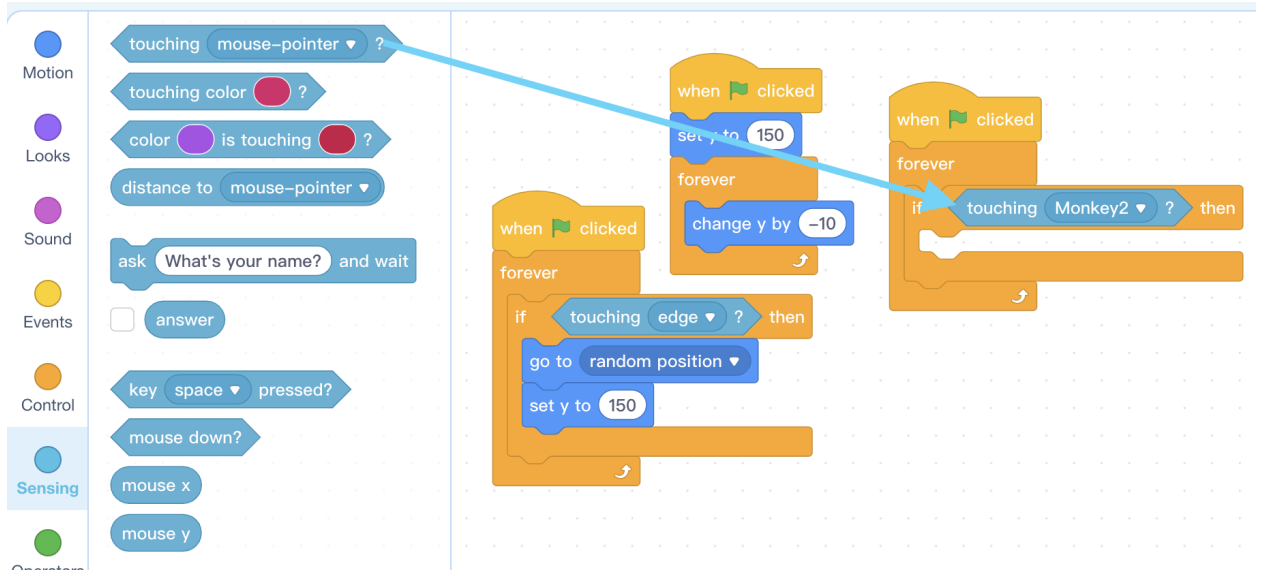 Motion
Looks
Sound
Events
Control
Sensing
Operators
touching mouse-pointer ?
touching color ?
color is touching ?
distance to mouse-pointer
ask What's your name? and wait
answer
key space pressed?
mouse down?
mouse x
mouse y
when clicked
forever
if touching edge ? then
go to random position
set y to 150
when clicked
set y to 150
forever
change y by -10
when clicked
forever
if touching Monkey2 ? then